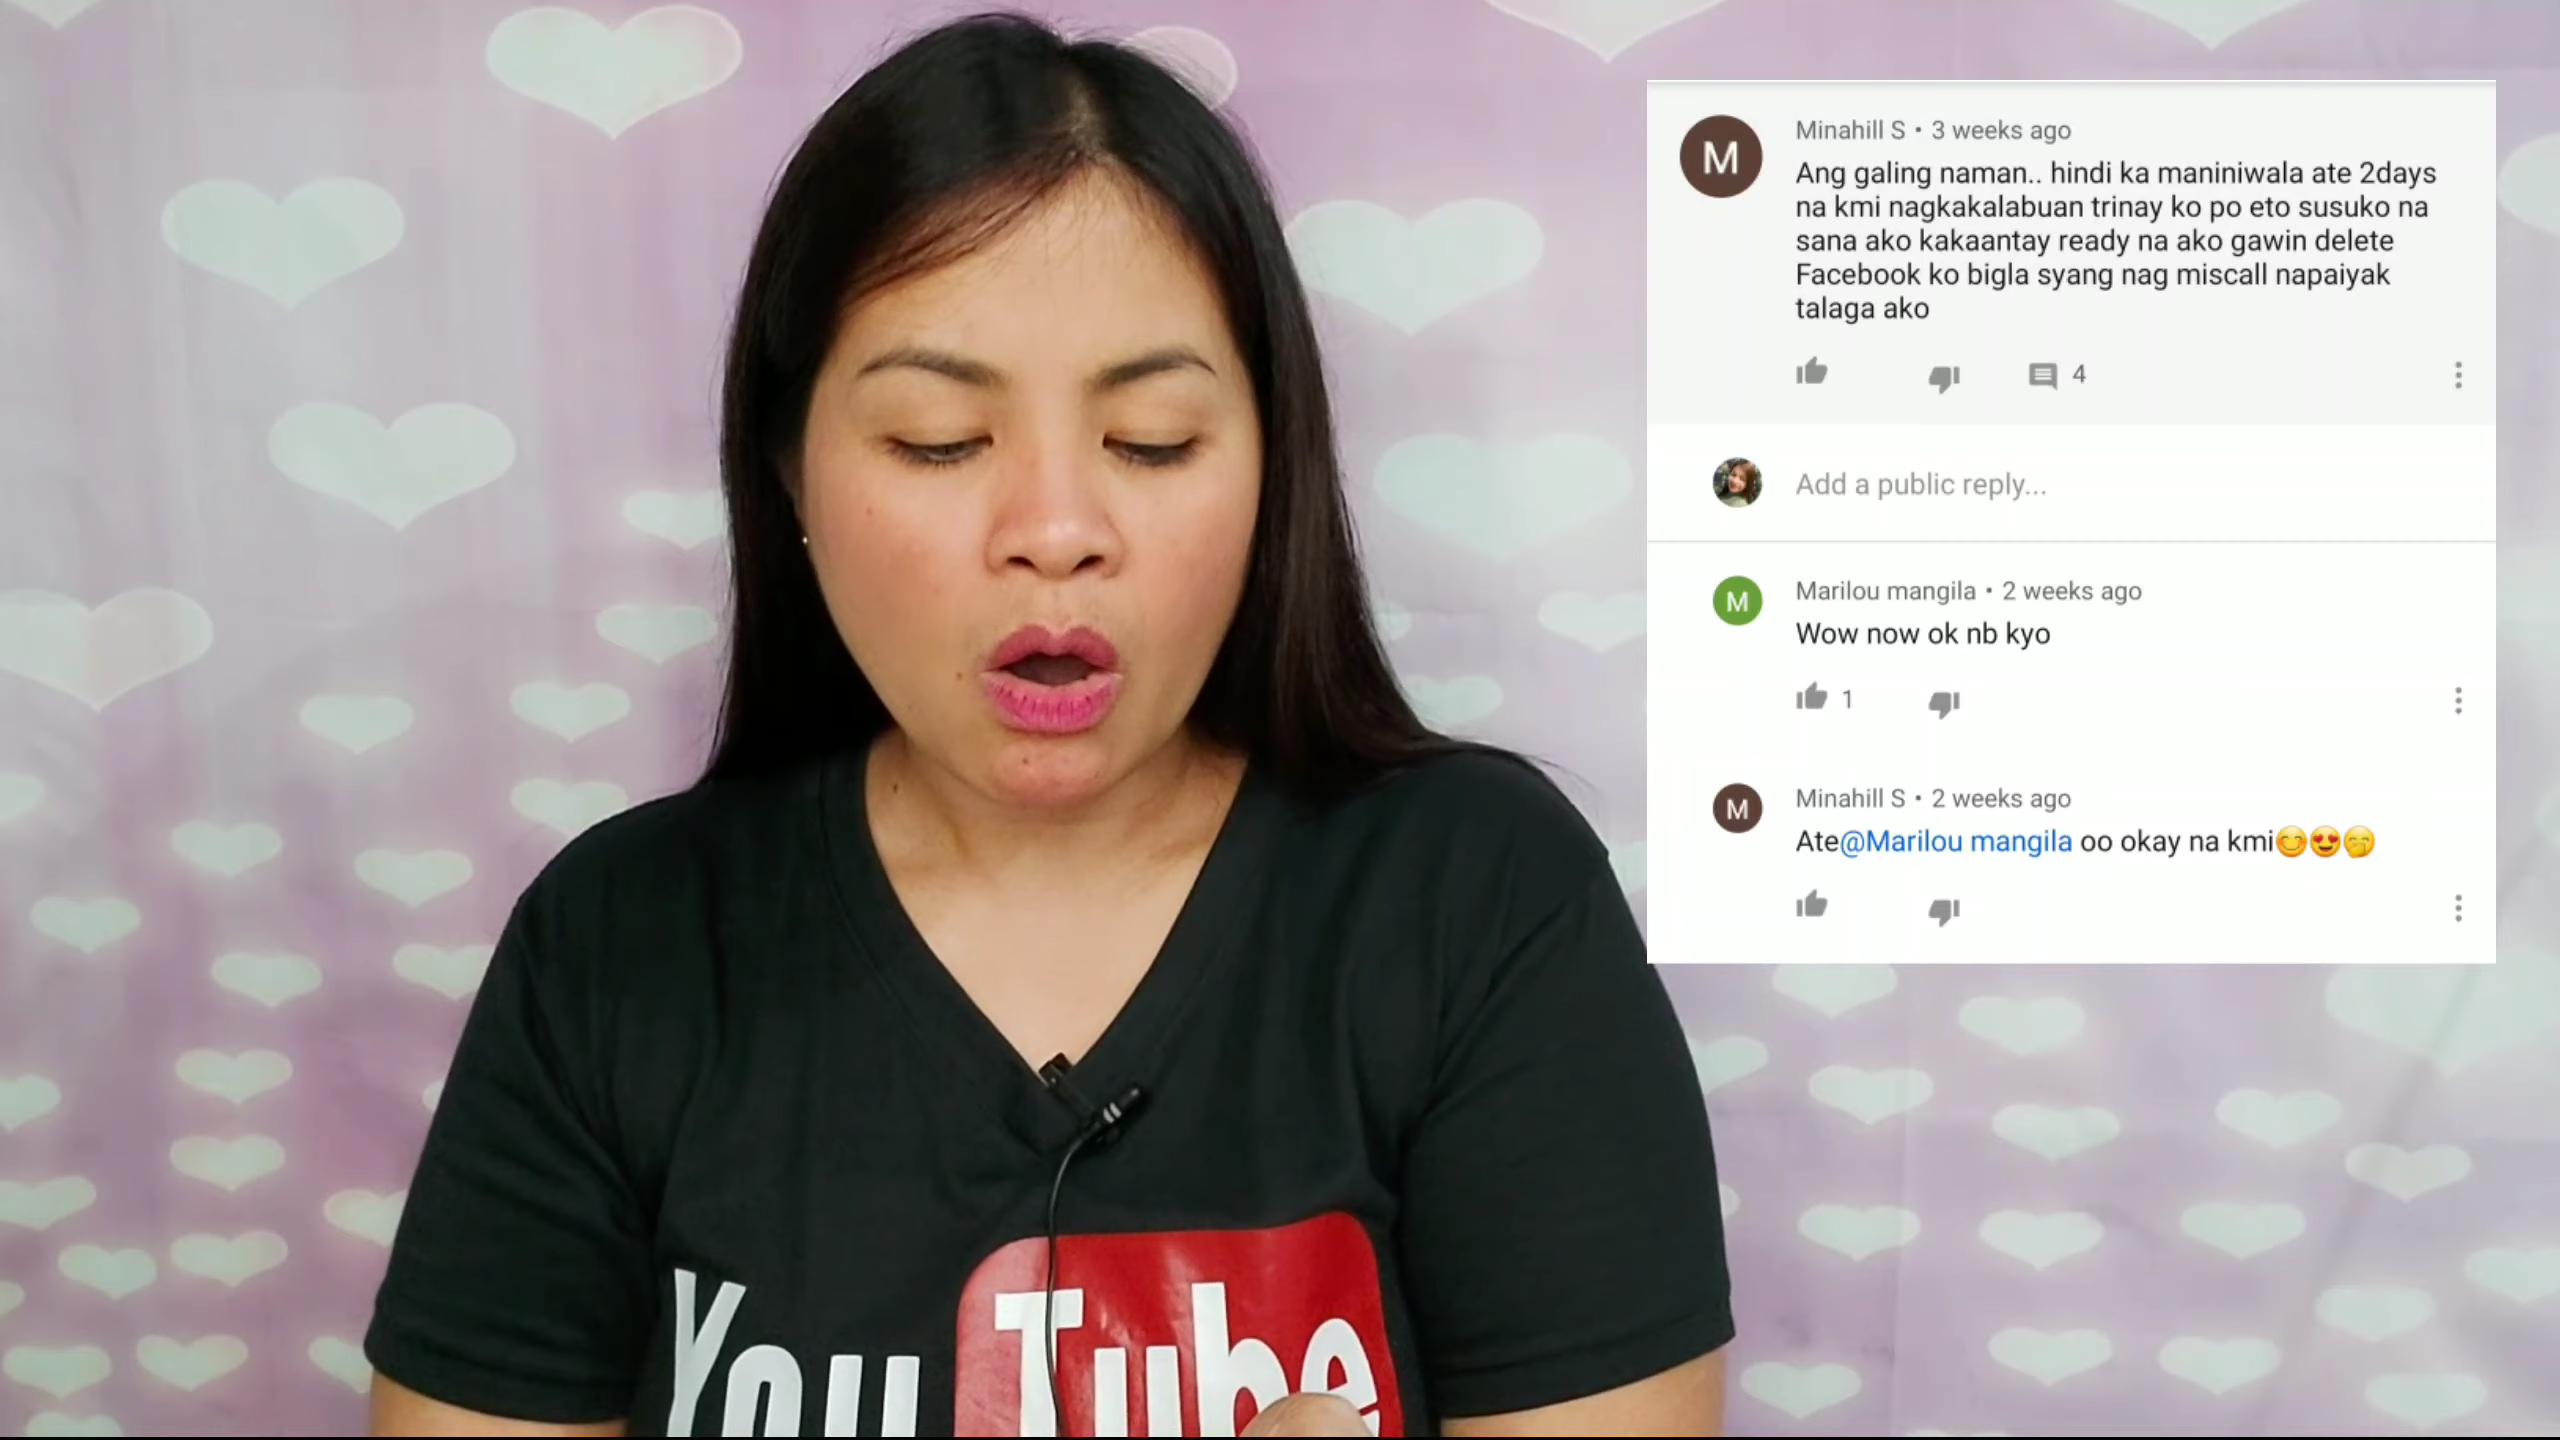 M
Minahill S • 3 weeks ago
Ang galing naman.. hindi ka maniniwala ate 2days
na kmi nagkakalabuan trinay ko po eto susuko na
sana ako kakaantay ready na ako gawin delete
Facebook ko bigla syang nag miscall napaiyak
talaga ako
4
Add a public reply...
M
Marilou mangila • 2 weeks ago
Wow now ok nb kyo
1
M
Minahill S • 2 weeks ago
Ate@Marilou mangila oo okay na kmi😊😍🤭
YouTube